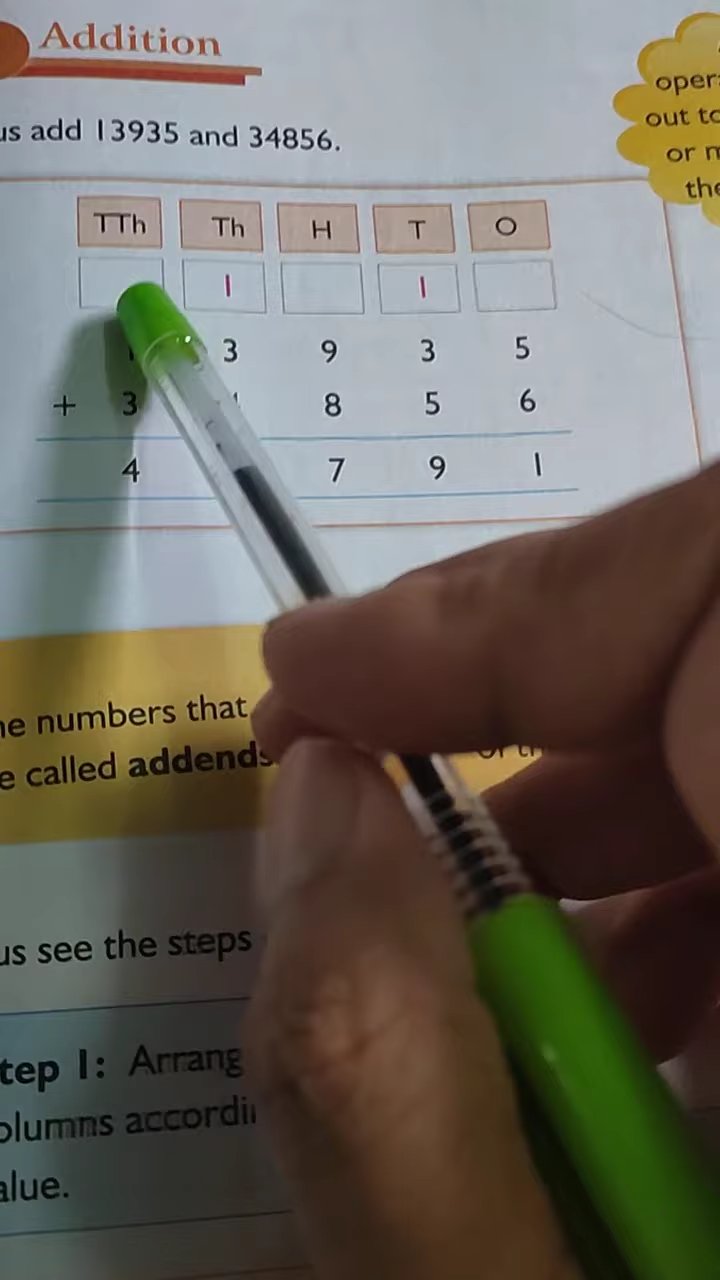 Addition
us add 13935 and 34856.
oper
out to
or
the
TTh Th H T O
1 1
1 3 9 3 5
+ 3 8 5 6
4 7 9 1
numbers that
called addends
us see the steps
tep 1: Arrang
olumns accordi
alue.